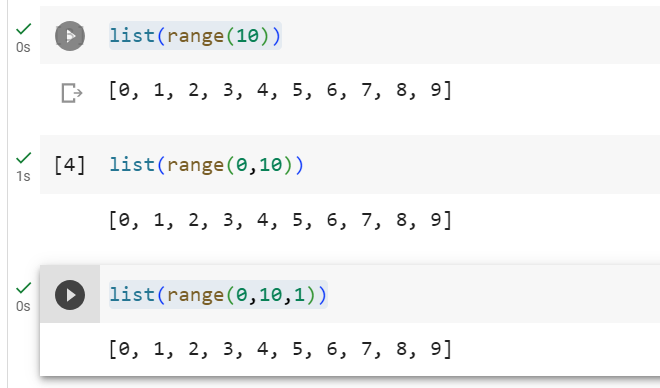 list(range(10))
0s
[0, 1, 2, 3, 4, 5, 6, 7, 8, 9]
[4] list(range(0,10))
1s
[0, 1, 2, 3, 4, 5, 6, 7, 8, 9]
list(range(0,10,1))
0s
[0, 1, 2, 3, 4, 5, 6, 7, 8, 9]